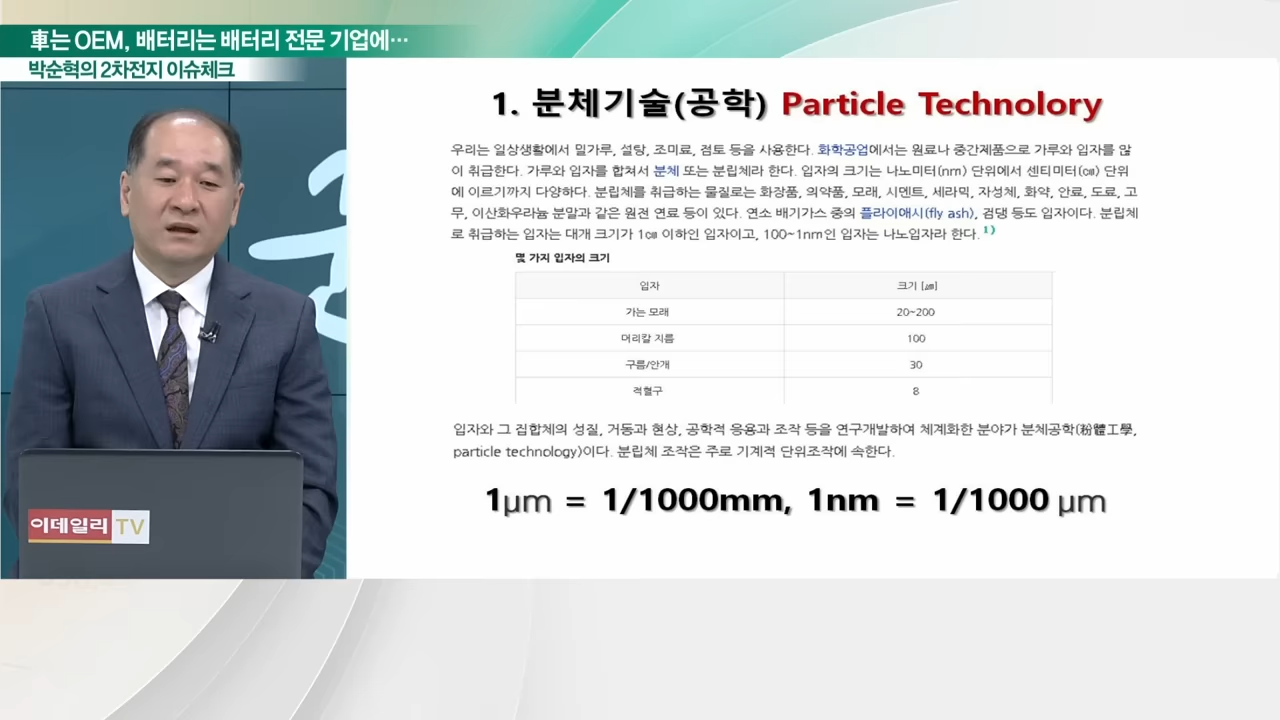 車는 OEM, 배터리는 배터리 전문 기업에…
박순혁의 2차전지 이슈체크
1. 분체기술(공학) Particle Technolory
우리는 일상생활에서 밀가루, 설탕, 조미료, 점토 등을 사용한다. 화학공업에서는 원료나 중간제품으로 가루와 입자를 많
이 취급한다. 가루와 입자를 합쳐서 분체 또는 분립체라 한다. 입자의 크기는 나노미터(nm) 단위에서 센티미터(㎝) 단위
에 이르기까지 다양하다. 분립체를 취급하는 물질로는 화장품, 의약품, 모래, 시멘트, 세라믹, 자성체, 화약, 안료, 도료, 고
무, 이산화우라늄 분말과 같은 원전 연료 등이 있다. 연소 배기가스 중의 플라이애시(fly ash), 검댕 등도 입자이다. 분립체
로 취급하는 입자는 대개 크기가 1㎝ 이하인 입자이고, 100~1nm인 입자는 나노입자라 한다. 1)
몇 가지 입자의 크기
입자 크기 [㎛]
가는 모래 20~200
머리칼 지름 100
구름/안개 30
적혈구 8
입자와 그 집합체의 성질, 거동과 현상, 공학적 응용과 조작 등을 연구개발하여 체계화한 분야가 분체공학(粉體工學,
particle technology)이다. 분립체 조작은 주로 기계적 단위조작에 속한다.
1μm = 1/1000mm, 1nm = 1/1000 μm
이데일리 TV